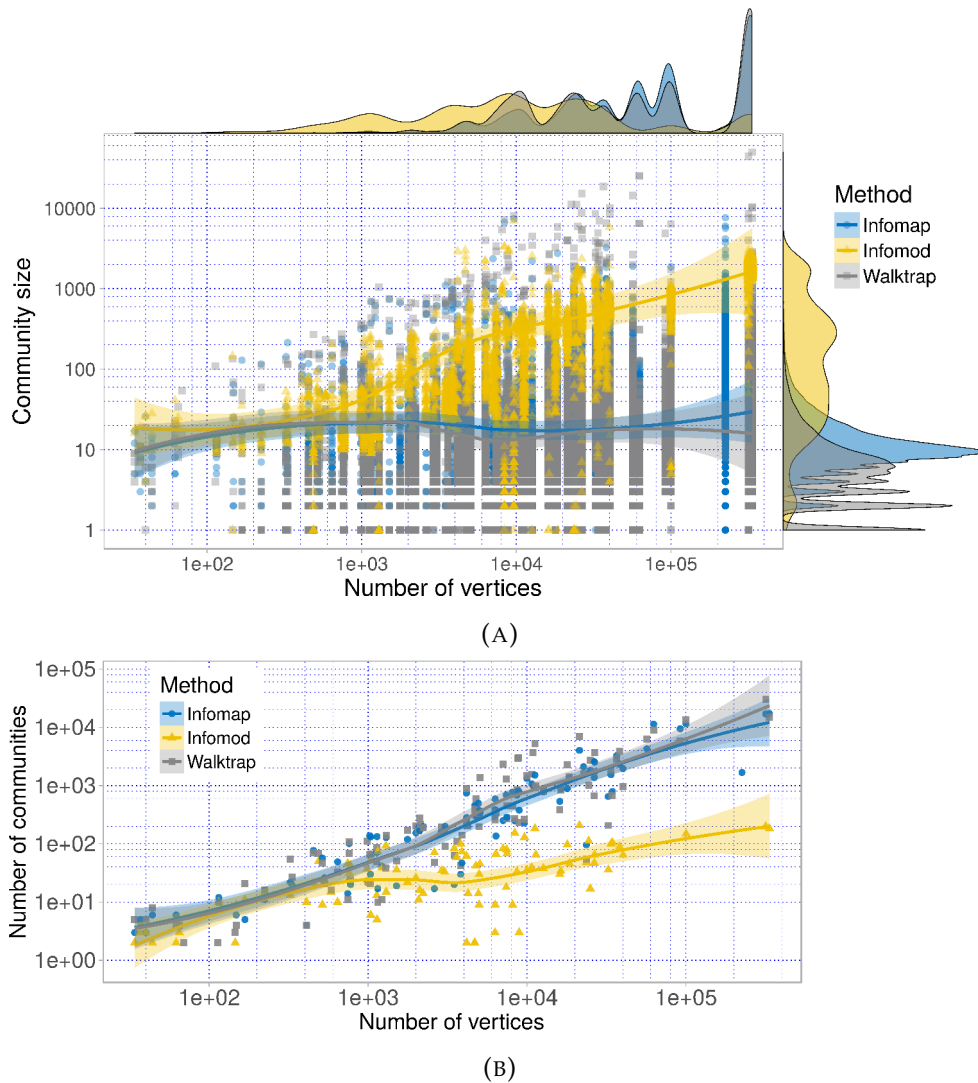 Community size
10000
1000
100
10
1
1e+02
1e+03
1e+04
1e+05
Number of vertices
Method
Infomap
Infomod
Walktrap
(A)
Number of communities
1e+05
1e+04
1e+03
1e+02
1e+01
1e+00
Method
Infomap
Infomod
Walktrap
1e+02
1e+03
1e+04
1e+05
Number of vertices
(B)